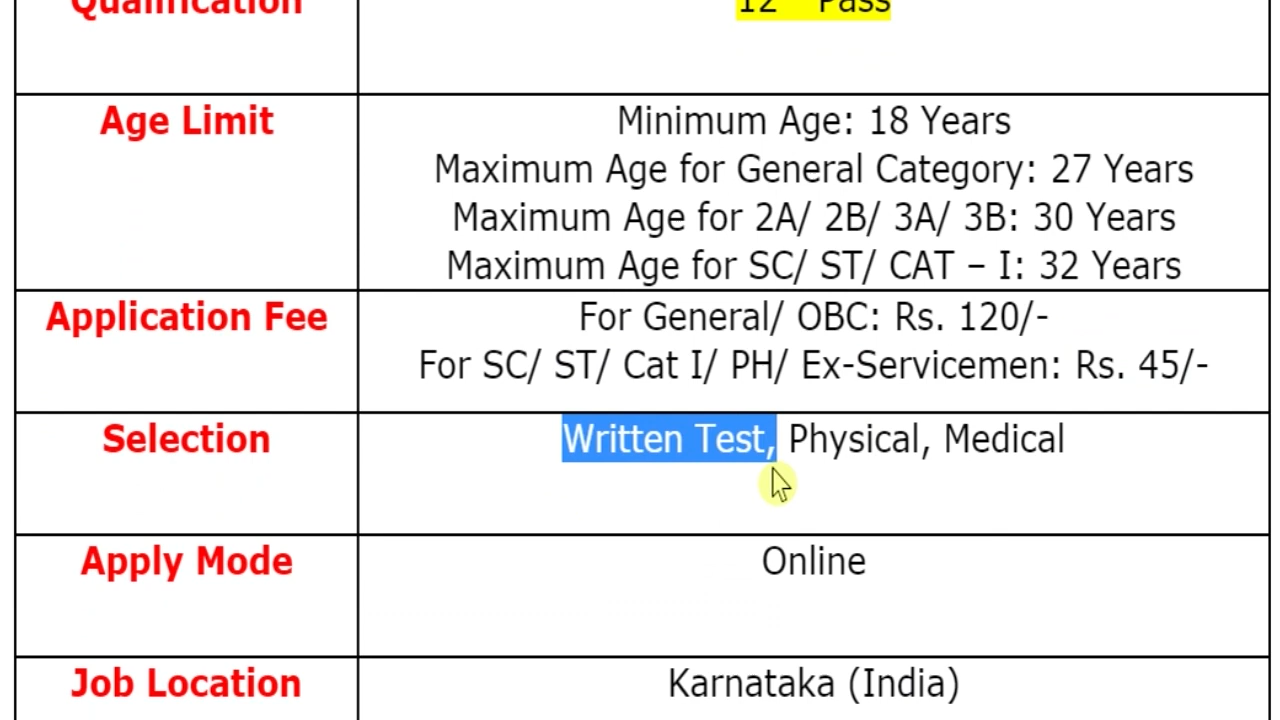 Qualification
12th Pass
Age Limit
Minimum Age: 18 Years
Maximum Age for General Category: 27 Years
Maximum Age for 2A/ 2B/ 3A/ 3B: 30 Years
Maximum Age for SC/ ST/ CAT – I: 32 Years
Application Fee
For General/ OBC: Rs. 120/-
For SC/ ST/ Cat I/ PH/ Ex-Servicemen: Rs. 45/-
Selection
Written Test, Physical, Medical
Apply Mode
Online
Job Location
Karnataka (India)